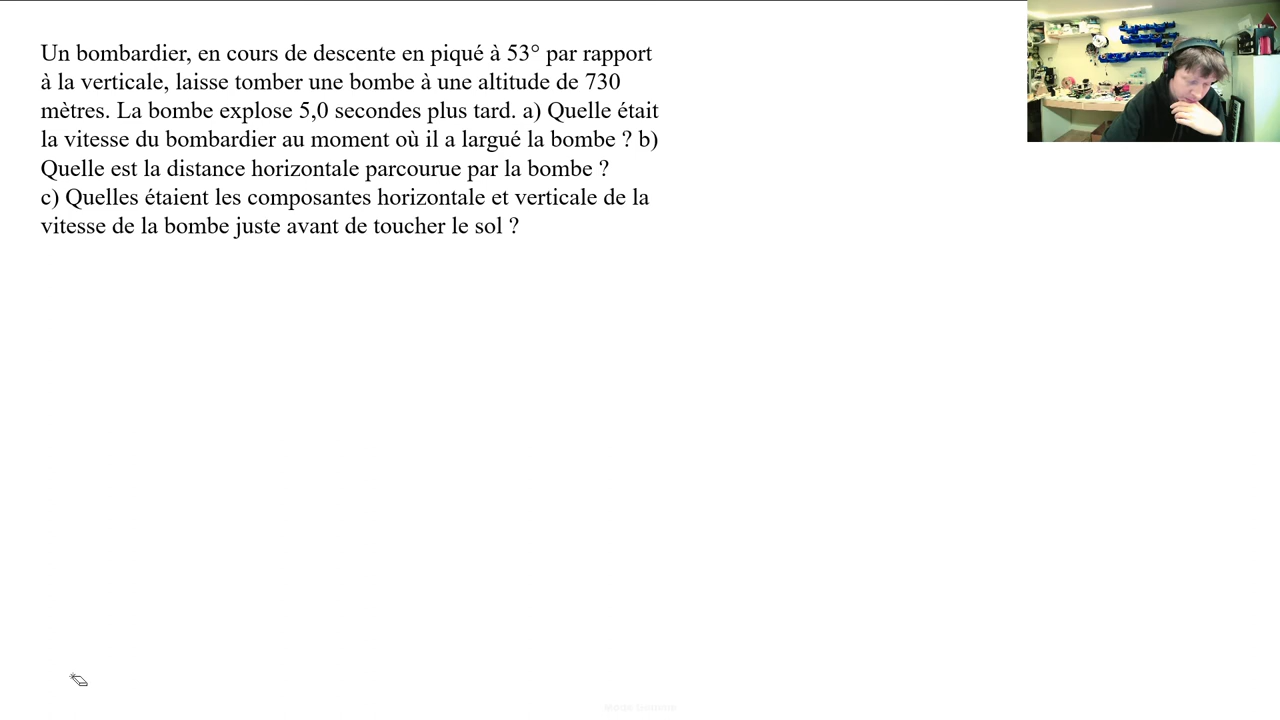 Un bombardier, en cours de descente en piqué à 53° par rapport
à la verticale, laisse tomber une bombe à une altitude de 730
mètres. La bombe explose 5,0 secondes plus tard. a) Quelle était
la vitesse du bombardier au moment où il a largué la bombe ? b)
Quelle est la distance horizontale parcourue par la bombe ?
c) Quelles étaient les composantes horizontale et verticale de la
vitesse de la bombe juste avant de toucher le sol ?